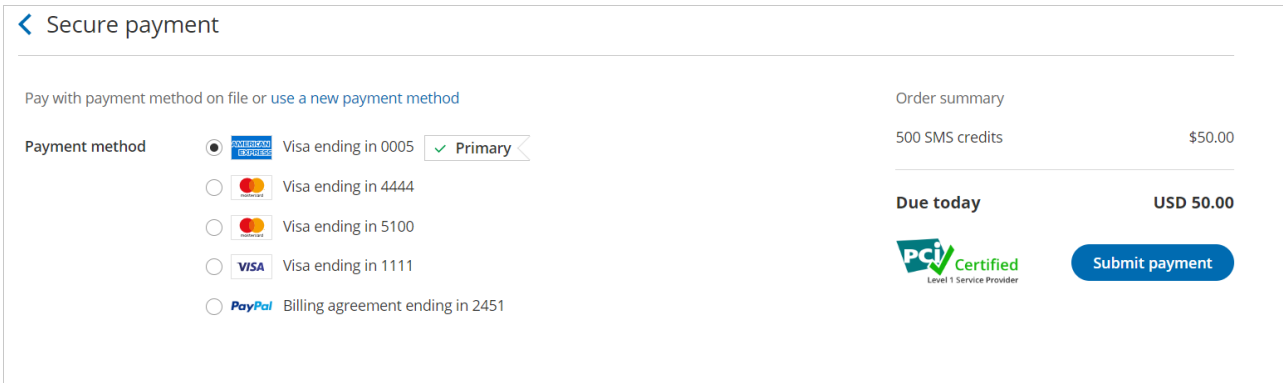 Secure payment
Pay with payment method on file or use a new payment method
Payment method
AMERICAN EXPRESS Visa ending in 0005 Primary
mastercard Visa ending in 4444
mastercard Visa ending in 5100
VISA Visa ending in 1111
PayPal Billing agreement ending in 2451
Order summary
500 SMS credits $50.00
Due today USD 50.00
PCI Certified
Level 1 Service Provider
Submit payment